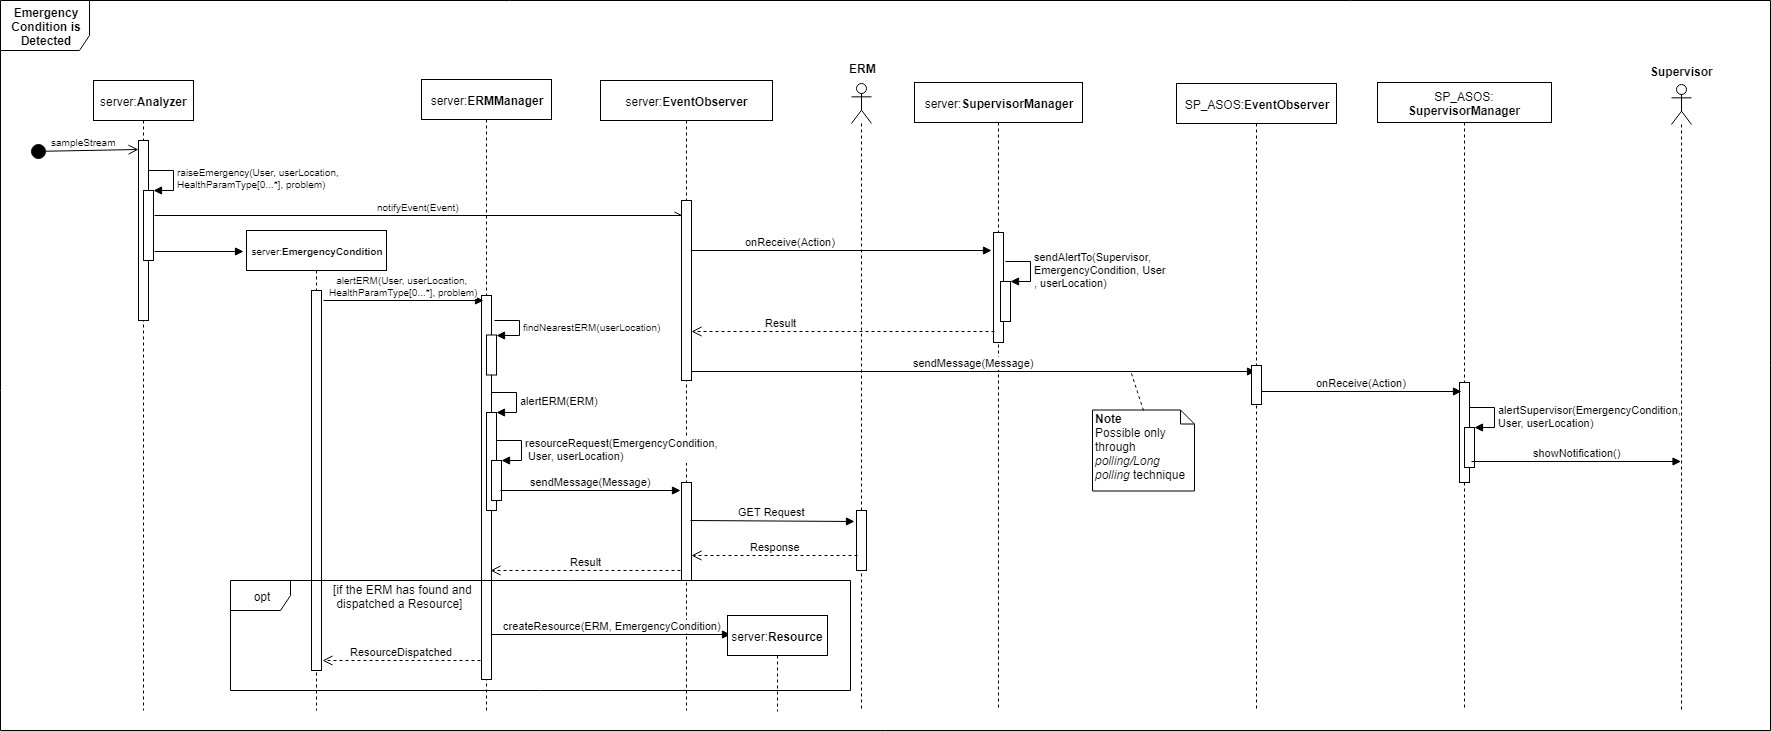 Emergency
Condition is
Detected
ERM
Supervisor
server:Analyzer
server:ERMManager
server:EventObserver
server:SupervisorManager
SP_ASOS:EventObserver
SP_ASOS:
SupervisorManager
sampleStream
raiseEmergency(User, userLocation,
HealthParamType[0...*], problem)
notifyEvent(Event)
onReceive(Action)
server:EmergencyCondition
sendAlertTo(Supervisor,
EmergencyCondition, User
, userLocation)
alertERM(User, userLocation,
HealthParamType[0...*], problem)
Result
findNearestERM(userLocation)
sendMessage(Message)
onReceive(Action)
alertERM(ERM)
alertSupervisor(EmergencyCondition,
User, userLocation)
Note
Possible only
through
polling/Long
polling technique
resourceRequest(EmergencyCondition,
User, userLocation)
showNotification()
sendMessage(Message)
GET Request
Response
Result
opt
[if the ERM has found and
dispatched a Resource]
createResource(ERM, EmergencyCondition)
server:Resource
ResourceDispatched